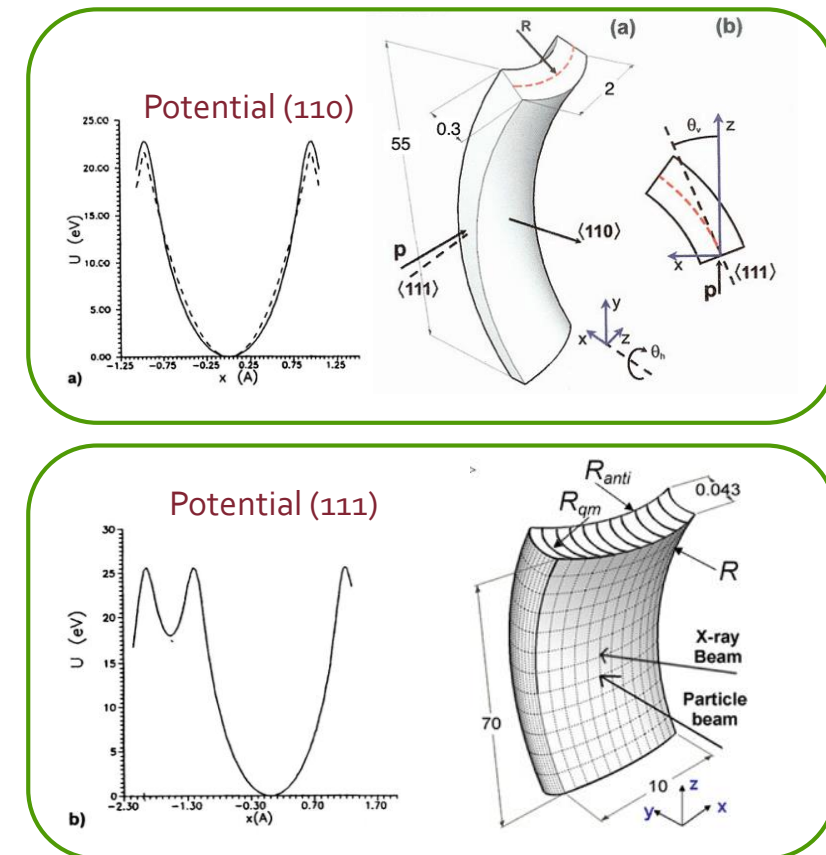 Potential (110)
25.00
20.00
15.00
10.00
5.00
0.00
U (eV)
−1.25
−0.75
−0.25
0.25
0.75
1.25
x (A)
a)
(a)
(b)
R
2
0.3
55
p
⟨111⟩
⟨110⟩
y
x
z
θh
θv
z
x
p
⟨111⟩
Potential (111)
30
25
20
15
10
5
0
U (eV)
−2.30
−1.30
−0.30
0.70
1.70
x(A)
b)
>
Ranti
Rqm
0.043
R
X-ray
Beam
Particle
beam
70
10
z
y
x